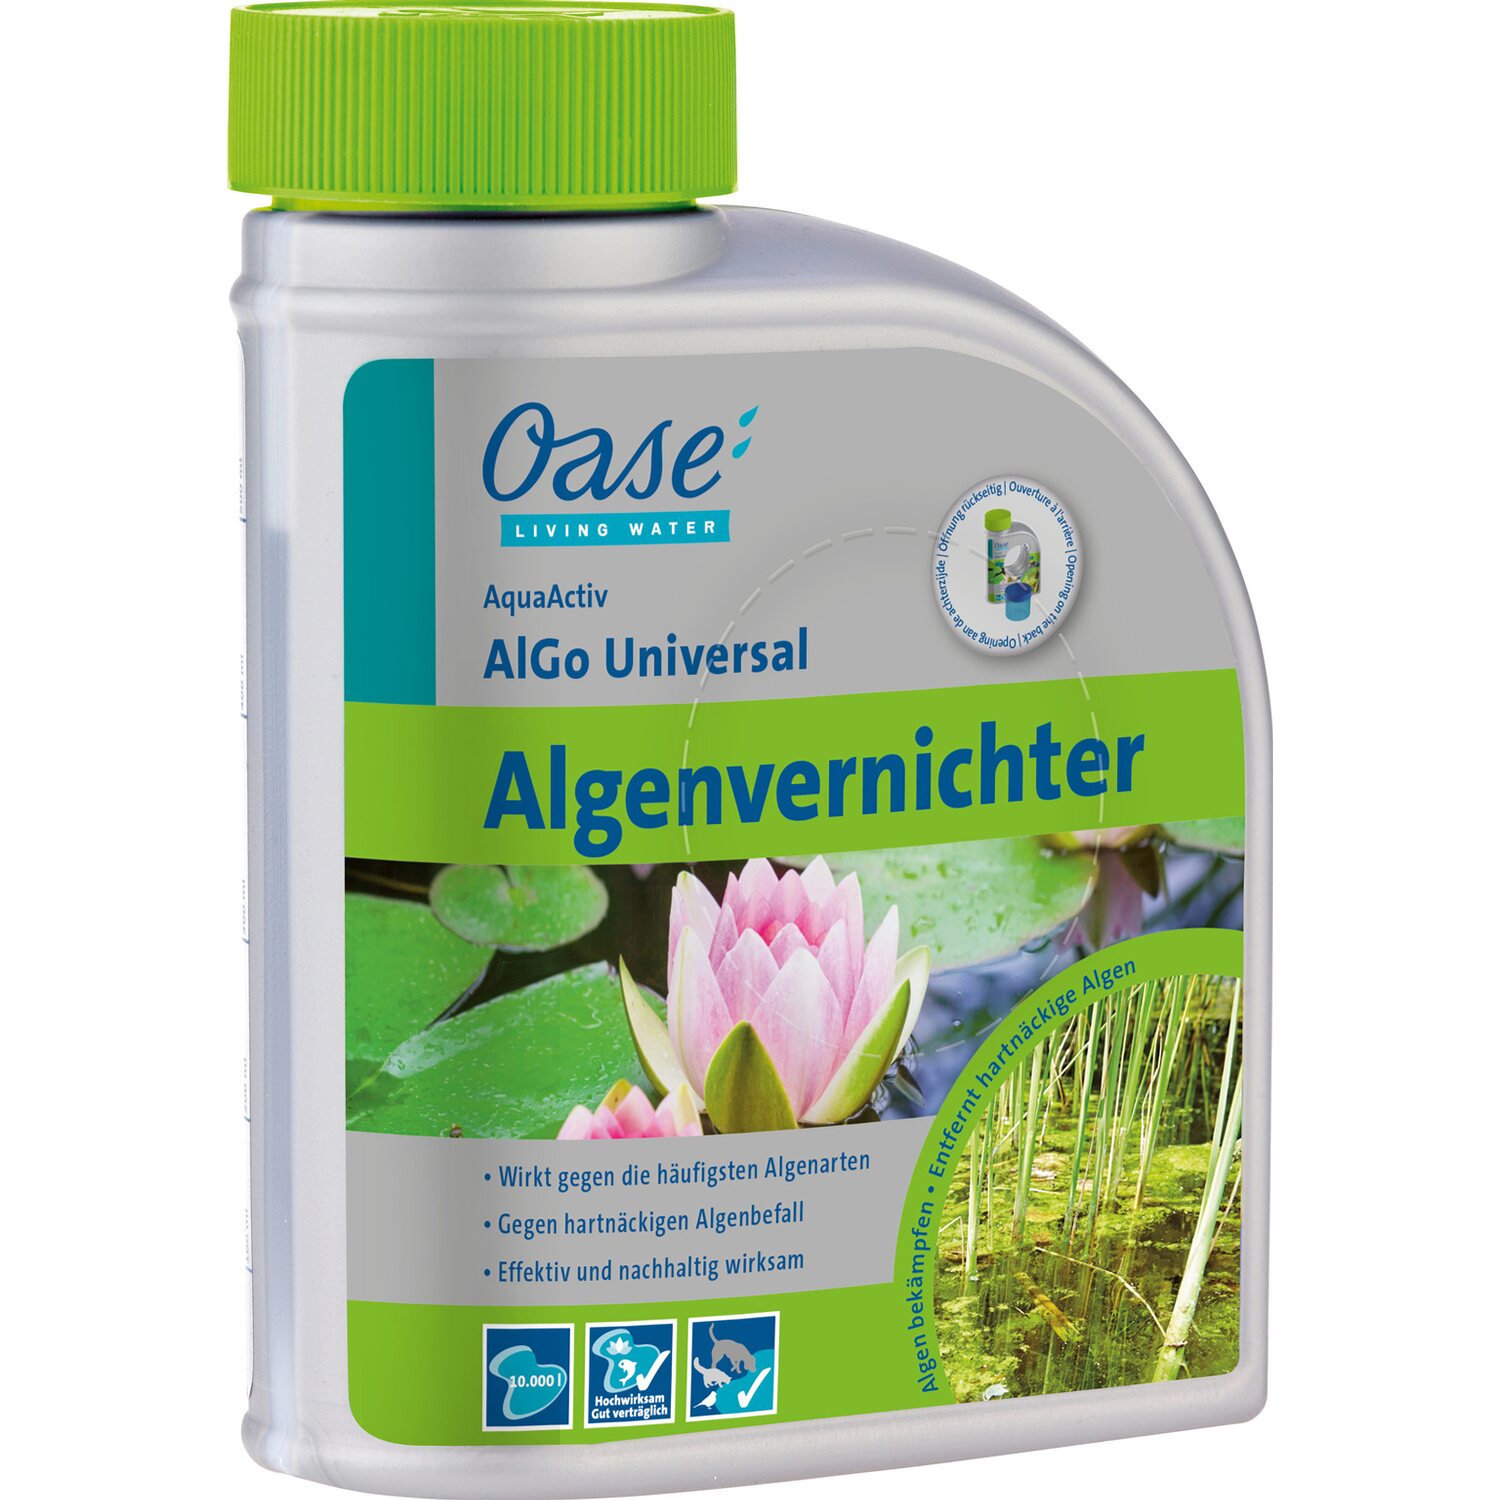 Oase
LIVING WATER
AquaActiv
AlGo Universal
Öffnung rückseitig | Ouverture à l'arrière | Opening on the back | Opening aan de achterzijde |
Algenvernichter
Algen bekämpfen • Entfernt hartnäckige Algen
• Wirkt gegen die häufigsten Algenarten
• Gegen hartnäckigen Algenbefall
• Effektiv und nachhaltig wirksam
10.000 l
Hochwirksam
Gut verträglich